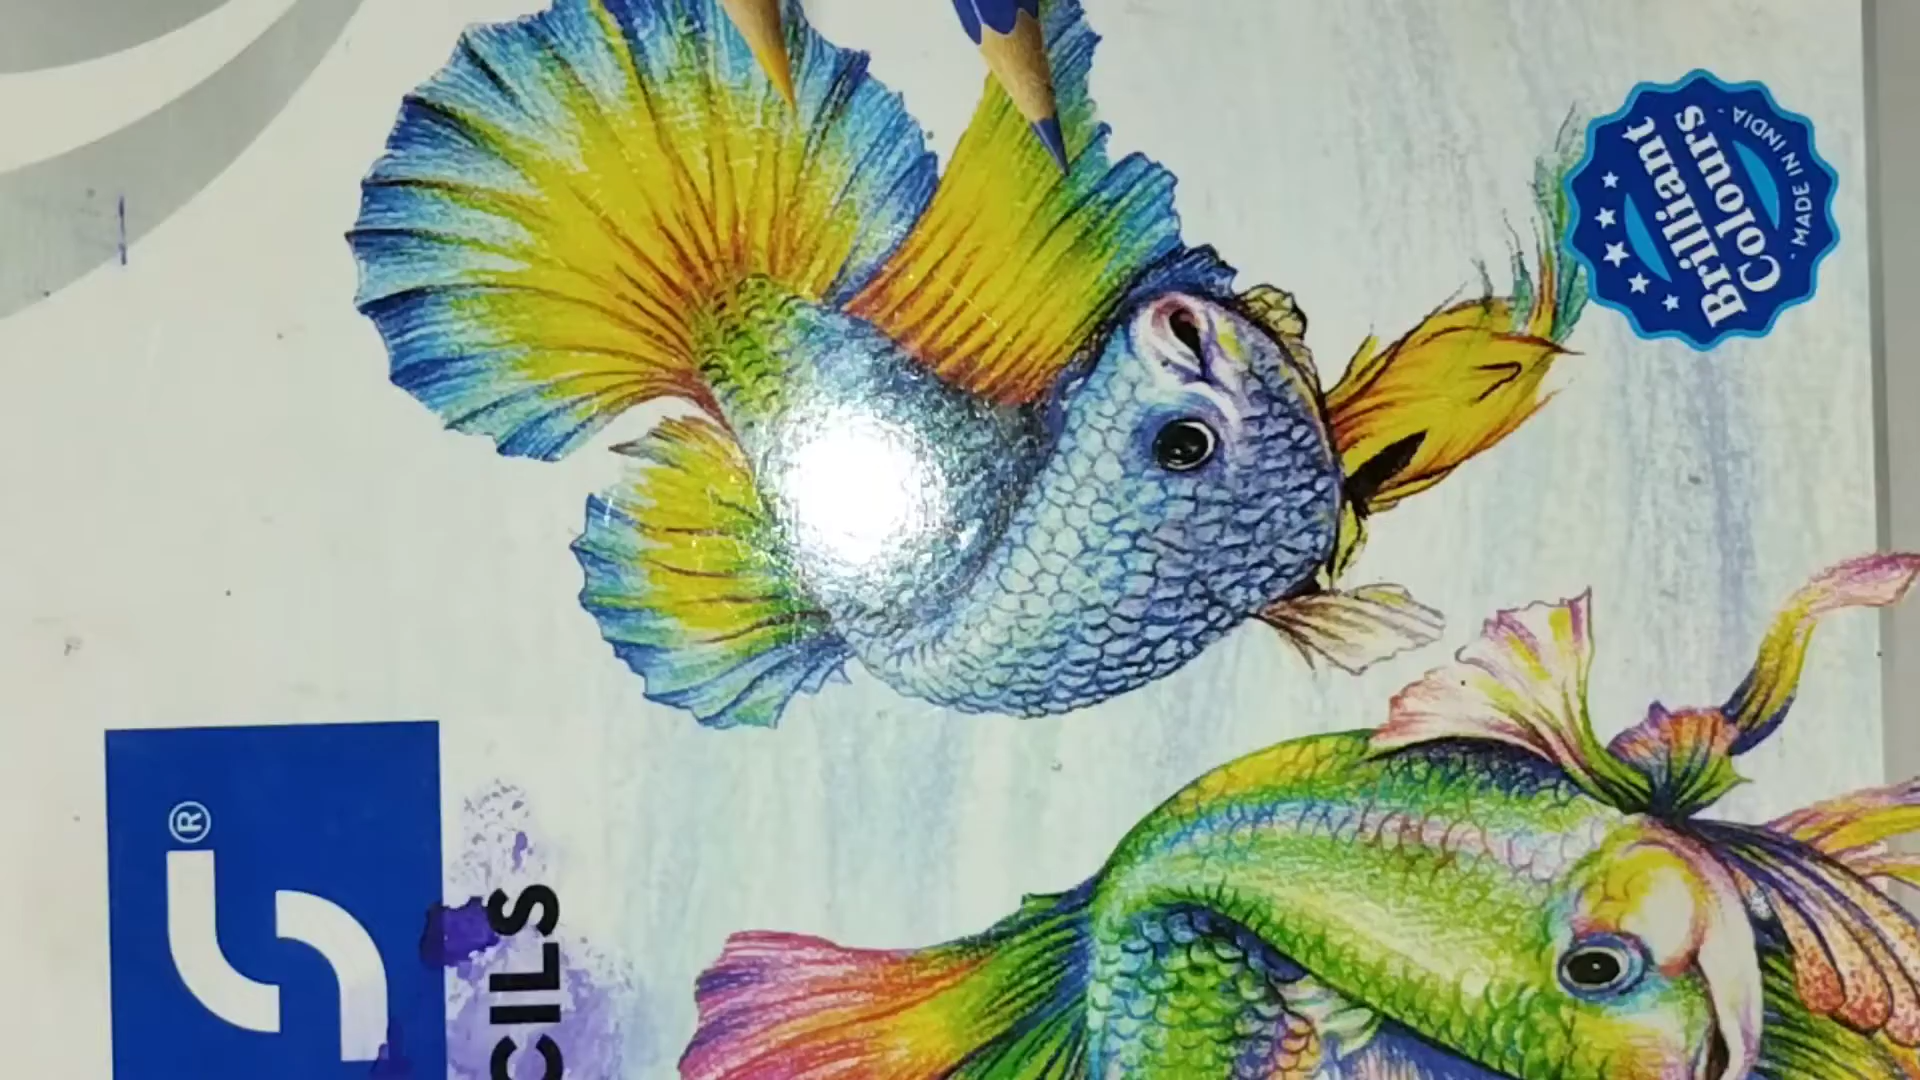 Brilliant
Colours
· MADE IN INDIA ·
®
CILS